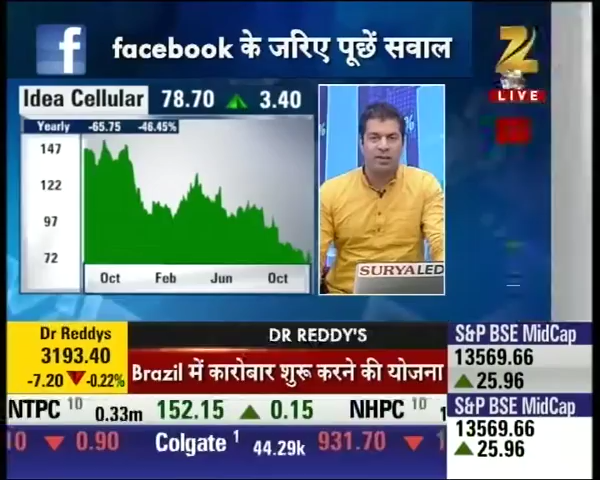 f facebook के जरिए पूछें सवाल
Z
LIVE
Idea Cellular 78.70 3.40
Yearly -65.75 -46.45%
147
122
97
72
Oct Feb Jun Oct
SURYA LED
Dr Reddys
3193.40
-7.20 -0.22%
DR REDDY'S
Brazil में कारोबार शुरू करने की योजना
S&P BSE MidCap
13569.66
25.96
NTPC 10 0.33m 152.15 0.15 NHPC 10
S&P BSE MidCap
13569.66
25.96
10 0.90 Colgate 1 44.29k 931.70